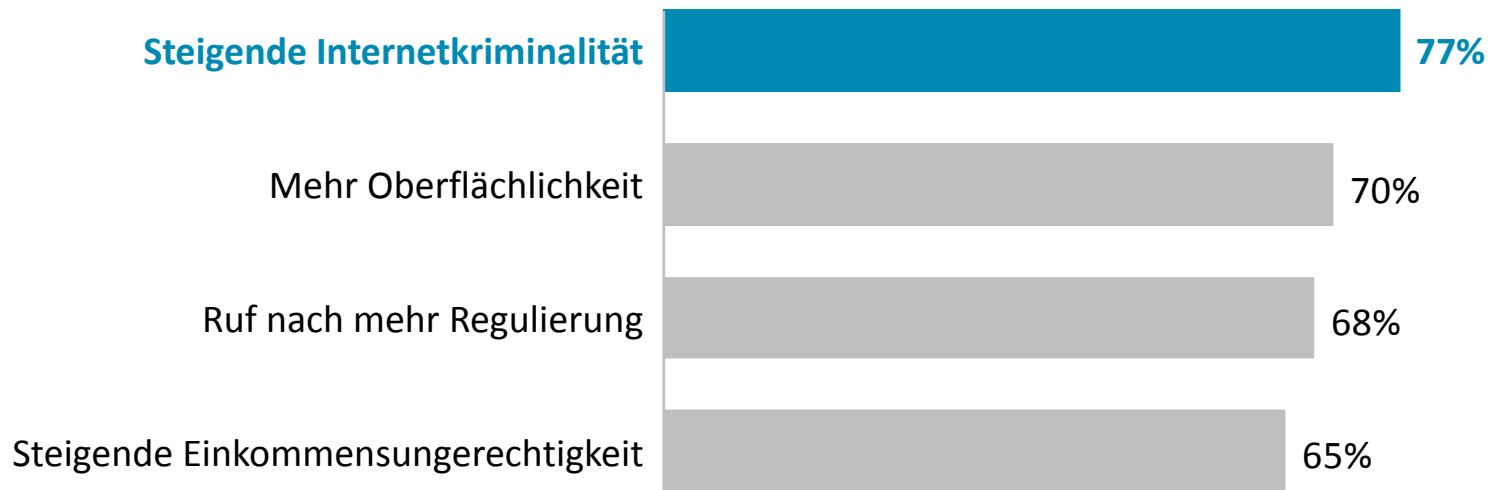 Steigende Internetkriminalität 77%
Mehr Oberflächlichkeit 70%
Ruf nach mehr Regulierung 68%
Steigende Einkommensungerechtigkeit 65%